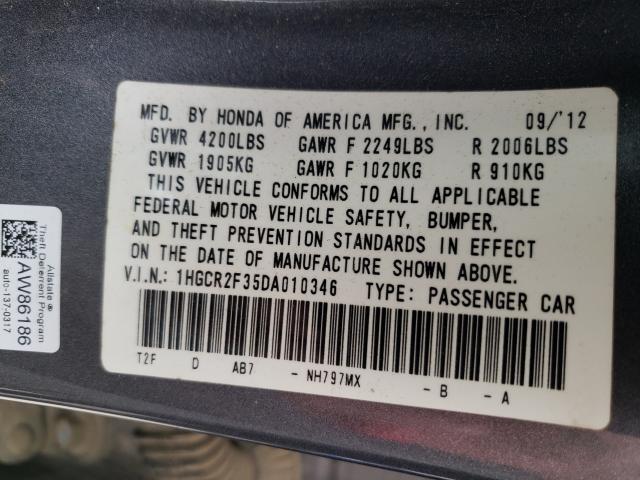 MFD. BY HONDA OF AMERICA MFG., INC. 09/'12
GVWR 4200LBS GAWR F 2249LBS R 2006LBS
GVWR 1905KG GAWR F 1020KG R 910KG
THIS VEHICLE CONFORMS TO ALL APPLICABLE
FEDERAL MOTOR VEHICLE SAFETY, BUMPER,
AND THEFT PREVENTION STANDARDS IN EFFECT
ON THE DATE OF MANUFACTURE SHOWN ABOVE.
V.I.N.: 1HGCR2F35DA010346 TYPE: PASSENGER CAR
T2F D AB7 - NH797MX - B - A
Allstate ®
Theft Deterrent Program
AW86186
auto-137-0317